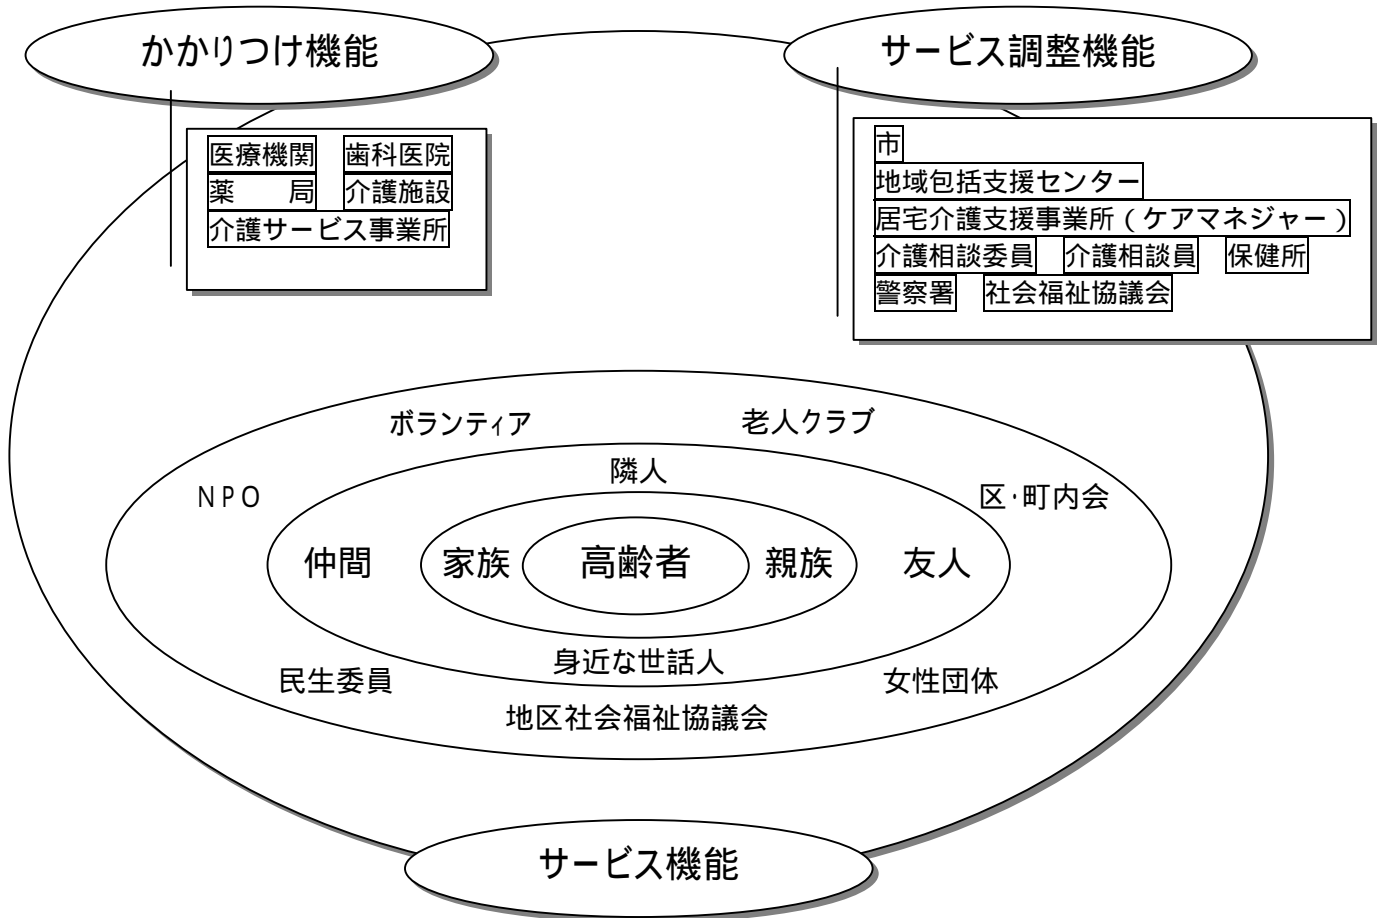 かかりつけ機能
サービス調整機能
医療機関 歯科医院
薬 局 介護施設
介護サービス事業所
市
地域包括支援センター
居宅介護支援事業所(ケアマネジャー)
介護相談委員 介護相談員 保健所
警察署 社会福祉協議会
ボランティア 老人クラブ
隣人
NPO 区・町内会
仲間 家族 高齢者 親族 友人
身近な世話人
民生委員 女性団体
地区社会福祉協議会
サービス機能